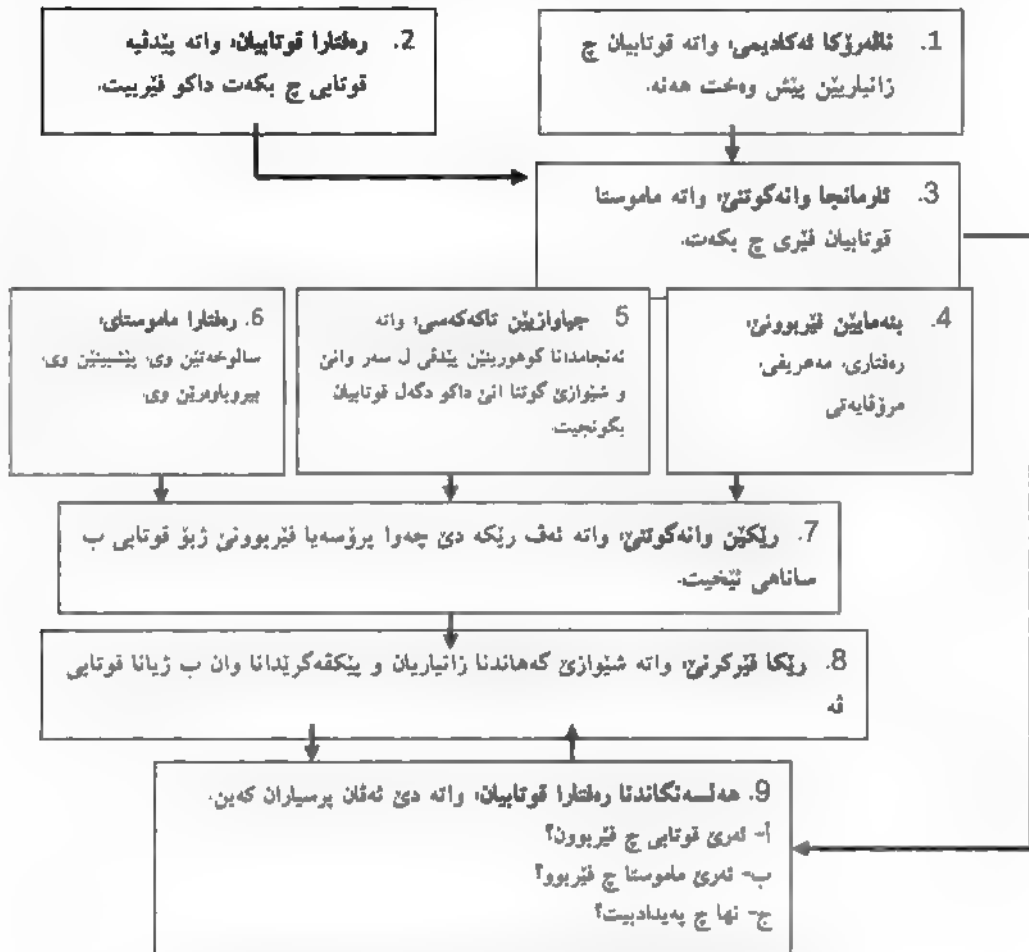 1. ناڤەرۆکا ئەکادیمی، واتە قوتابیان چ
زانیاریێن پێش وەخت هەنە.
2. رەفتارا قوتابیان، واتە پێدڤیە
قوتابی چ بکەت داکو فێرببیت.
3. ئارمانجا وانەگوتنێ، واتە ماموستا
قوتابیان فێری چ بکەت.
4. بنەمایێن فێربوونێ،
رەفتاری، مەعریفی،
مرۆڤایەتی
5 جیاوازیێن تاکەکەسی، واتە
ئەنجامدانا گوهورینێن پێدڤی ل سەر وانێ
و شێوازێ گوتنا انێ داکو دگەل قوتابیان
بگونجیت.
6. رەفتارا ماموستای،
سالوخەتێن وی، پێشبینێن وی،
بیروباوەرێن وی.
7. رێکێن وانەگوتنێ، واتە ئەڤ رێکە دێ چەوا پرۆسەیا فێربوونێ ژبۆ قوتابی ب
ساناهی ئێخیت.
8. رێکا فێرکرنێ، واتە شێوازێ گەهاندنا زانیاریان و پێکڤەگرێدانا وان ب ژیانا قوتابی
ڤە
9. هەلسەنگاندنا رەفتارا قوتابیان، واتە دێ ئەڤان پرسیاران کەین.
أ- ئەرێ قوتابی چ فێربوون؟
ب- ئەرێ ماموستا چ فێربوو؟
ج- نها چ پەیدادبیت؟